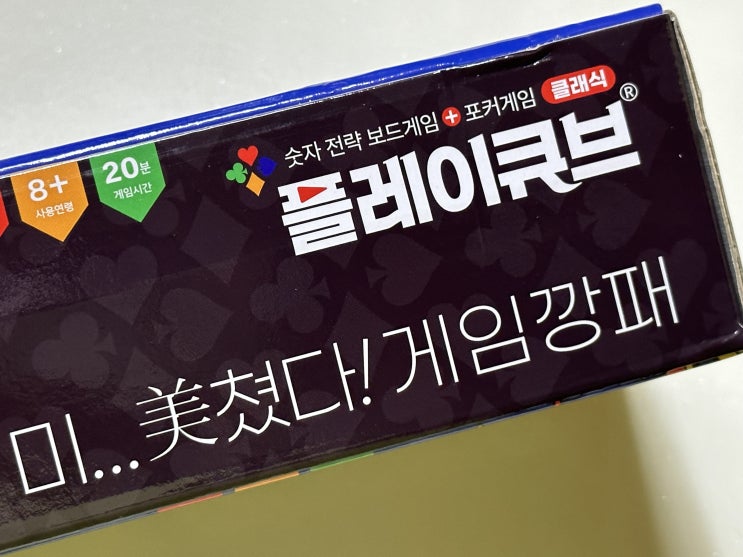 숫자 전략 보드게임 + 포커게임 클래식
플레이큐브®
8+
사용연령
20분
게임시간
미...美쳤다! 게임깡패